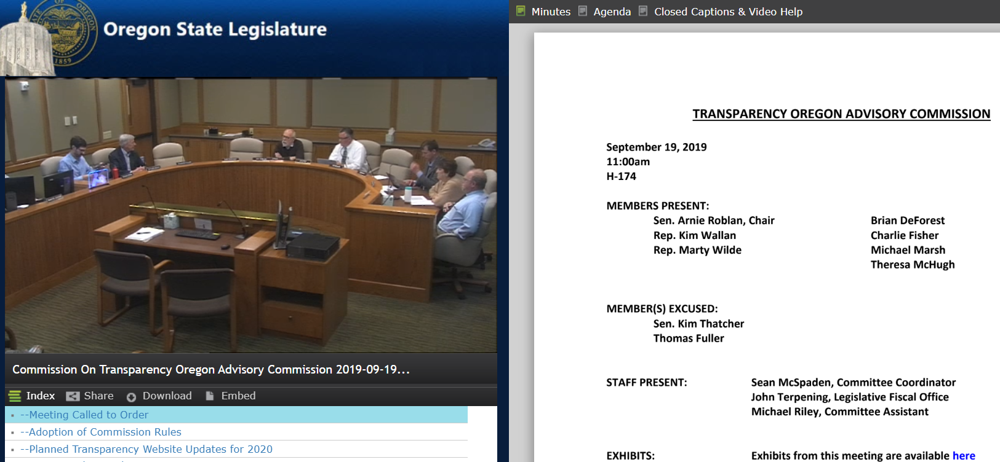 Oregon State Legislature
OREGON
1859
Commission On Transparency Oregon Advisory Commission 2019-09-19...
Index Share Download Embed
--Meeting Called to Order
--Adoption of Commission Rules
--Planned Transparency Website Updates for 2020
Minutes Agenda Closed Captions & Video Help
TRANSPARENCY OREGON ADVISORY COMMISSION
September 19, 2019
11:00am
H-174
MEMBERS PRESENT:
Sen. Arnie Roblan, Chair Brian DeForest
Rep. Kim Wallan Charlie Fisher
Rep. Marty Wilde Michael Marsh
Theresa McHugh
MEMBER(S) EXCUSED:
Sen. Kim Thatcher
Thomas Fuller
STAFF PRESENT: Sean McSpaden, Committee Coordinator
John Terpening, Legislative Fiscal Office
Michael Riley, Committee Assistant
EXHIBITS: Exhibits from this meeting are available here